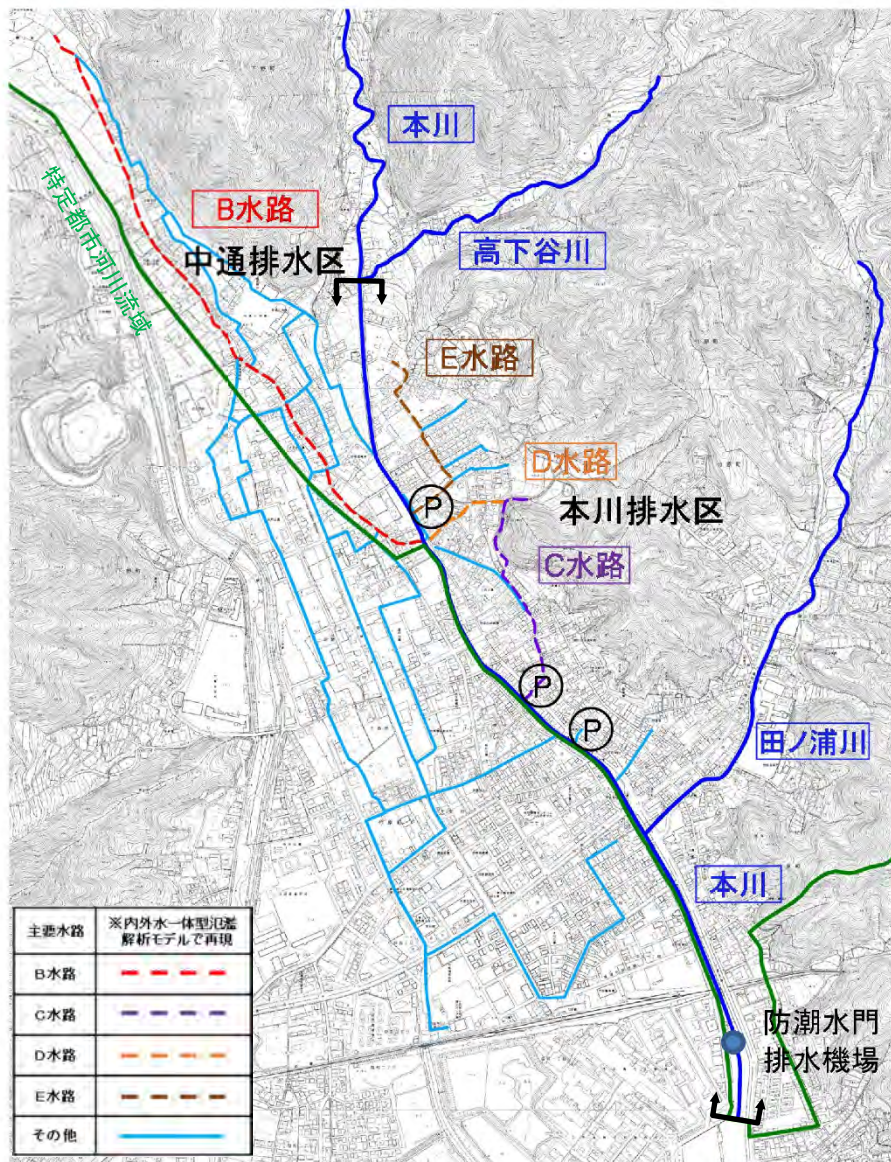 本川
B水路
高下谷川
特定都市河川流域
中通排水区
E水路
D水路
P
本川排水区
C水路
P
P
田ノ浦川
本川
防潮水門
排水機場
主要水路
※内外水一体型氾濫
解析モデルで再現
B水路
C水路
D水路
E水路
その他